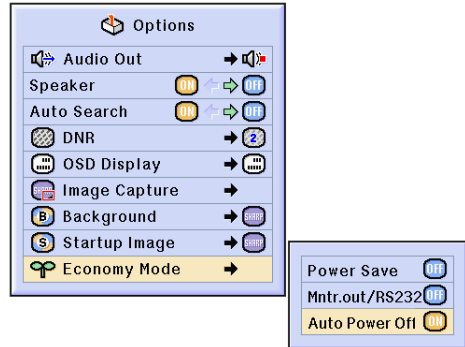 Options
Audio Out
Speaker ON OFF
Auto Search ON OFF
DNR 2
OSD Display
Image Capture
Background SHARP
Startup Image SHARP
Economy Mode
Power Save OFF
Mntr.out/RS232 OFF
Auto Power Off ON